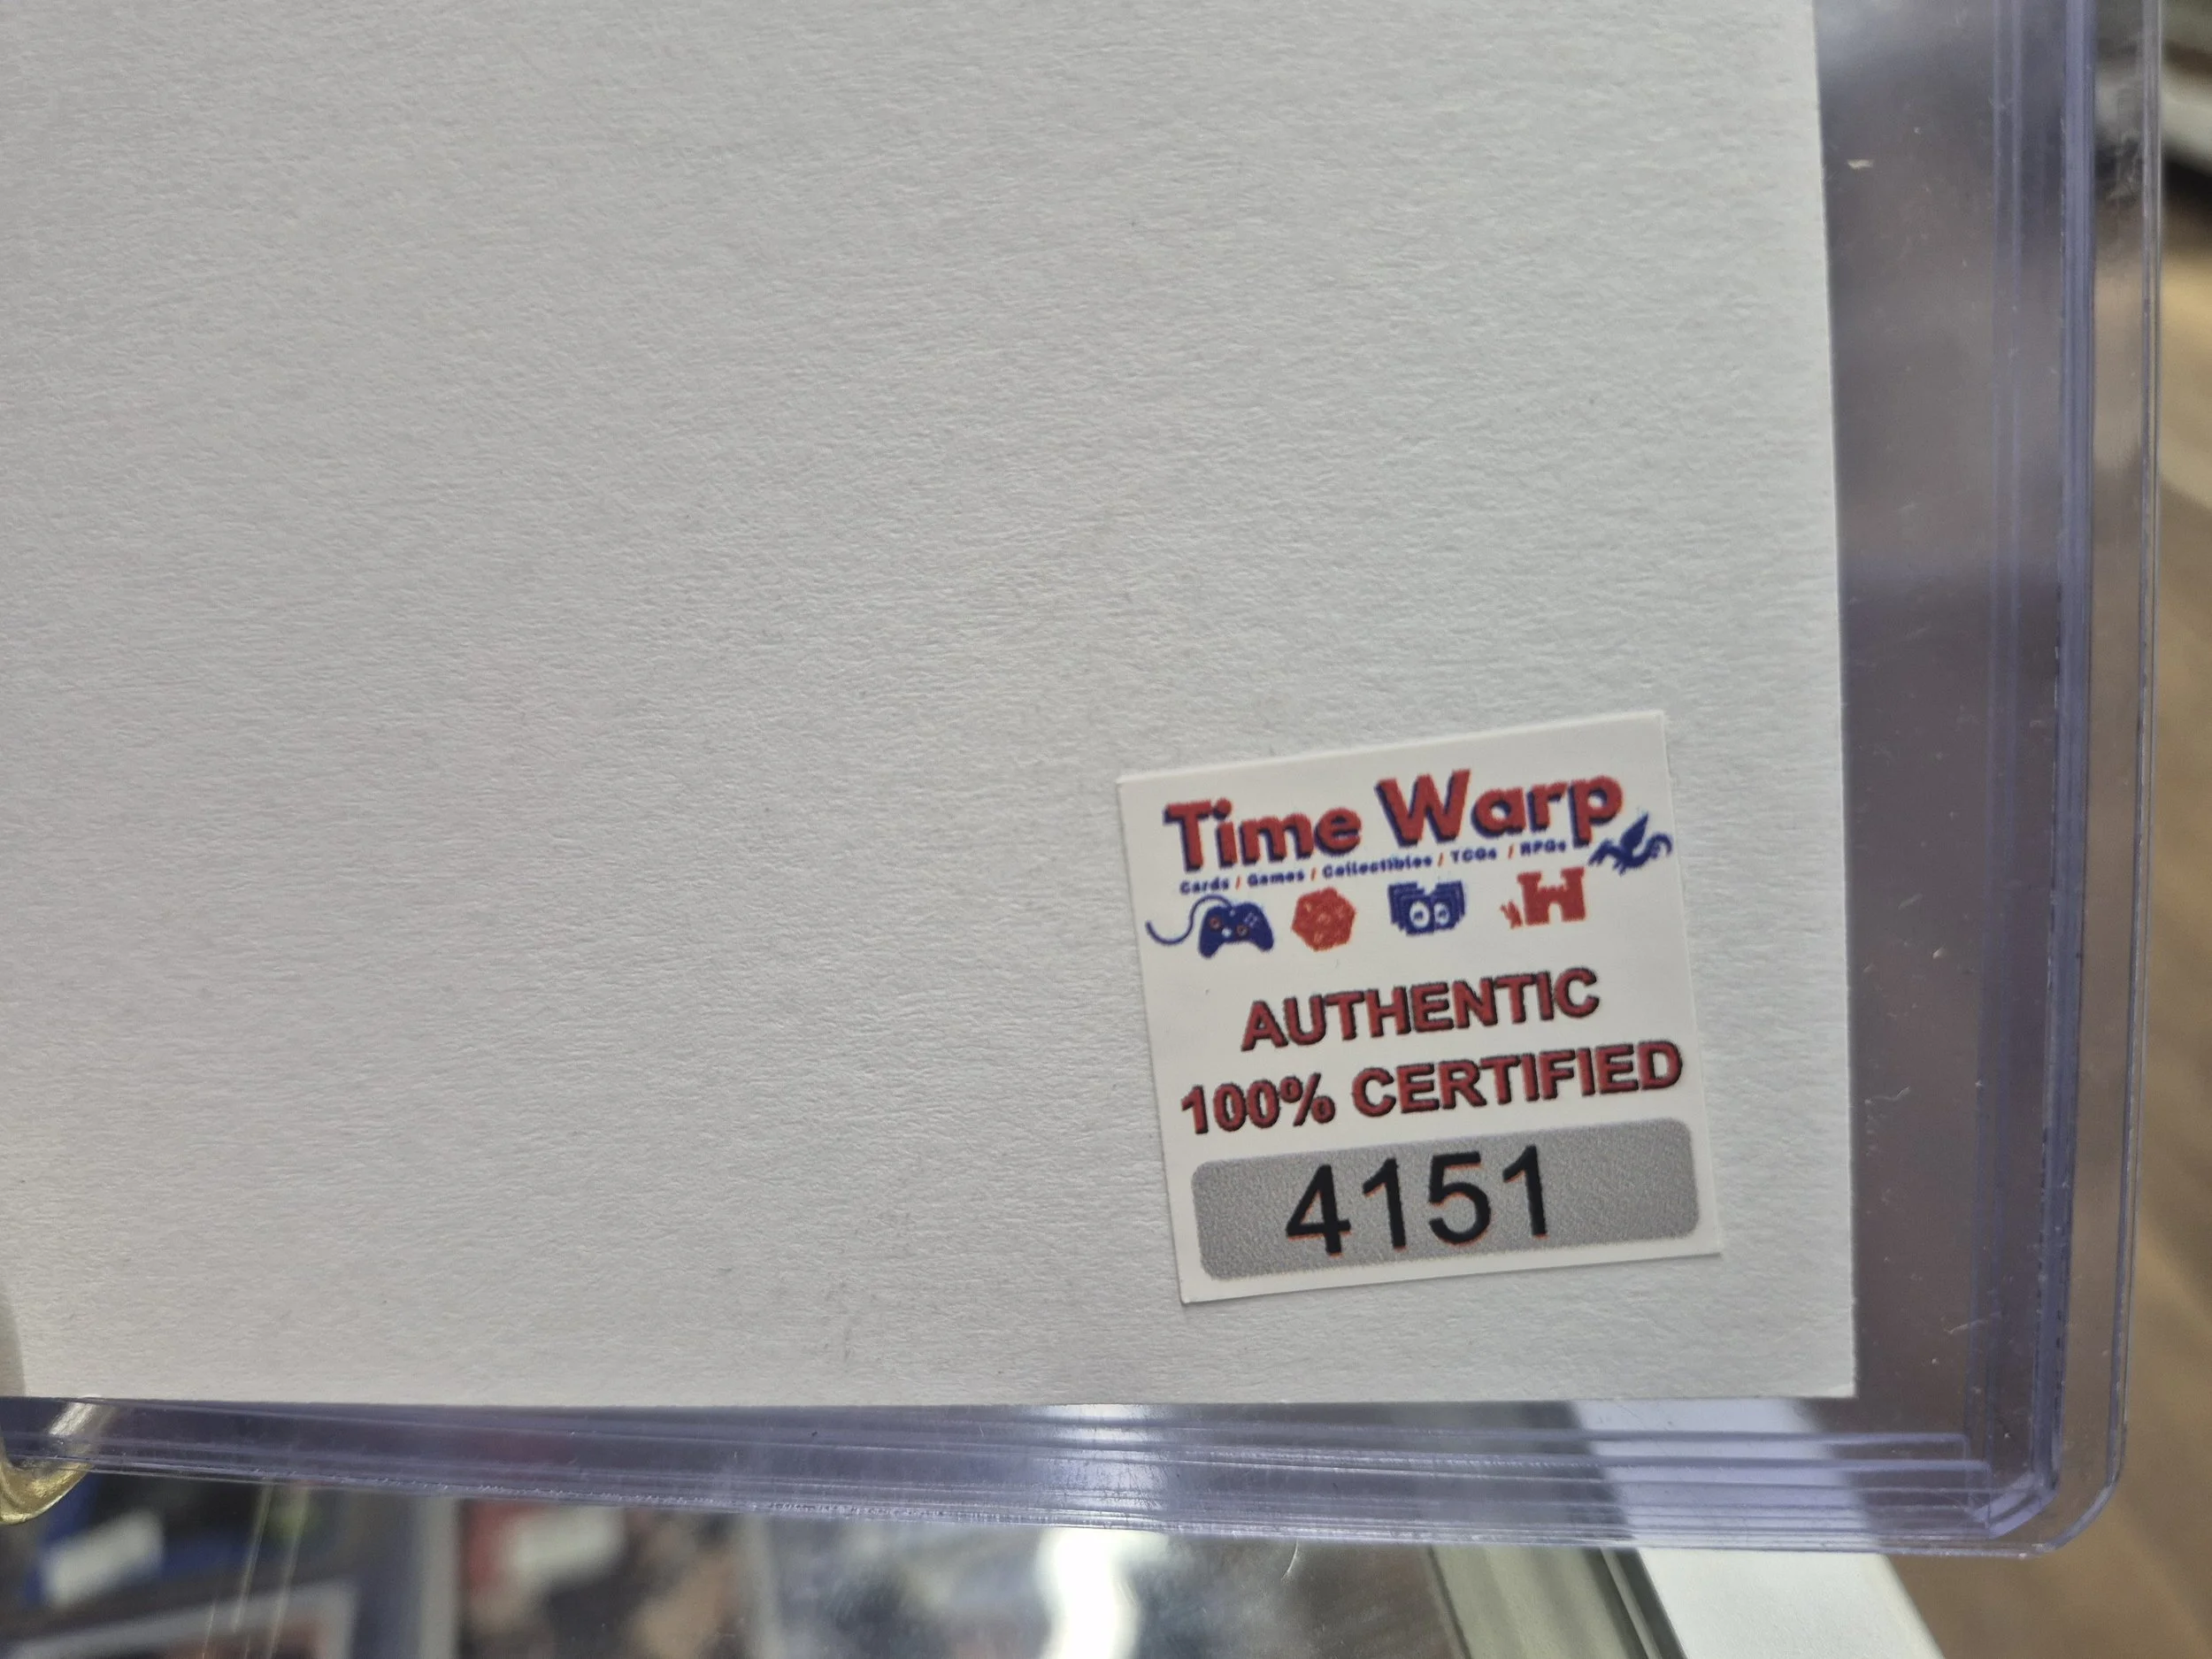 Time Warp
Cards / Games / Collectibles / TCGs / RPGs
AUTHENTIC
100% CERTIFIED
4151